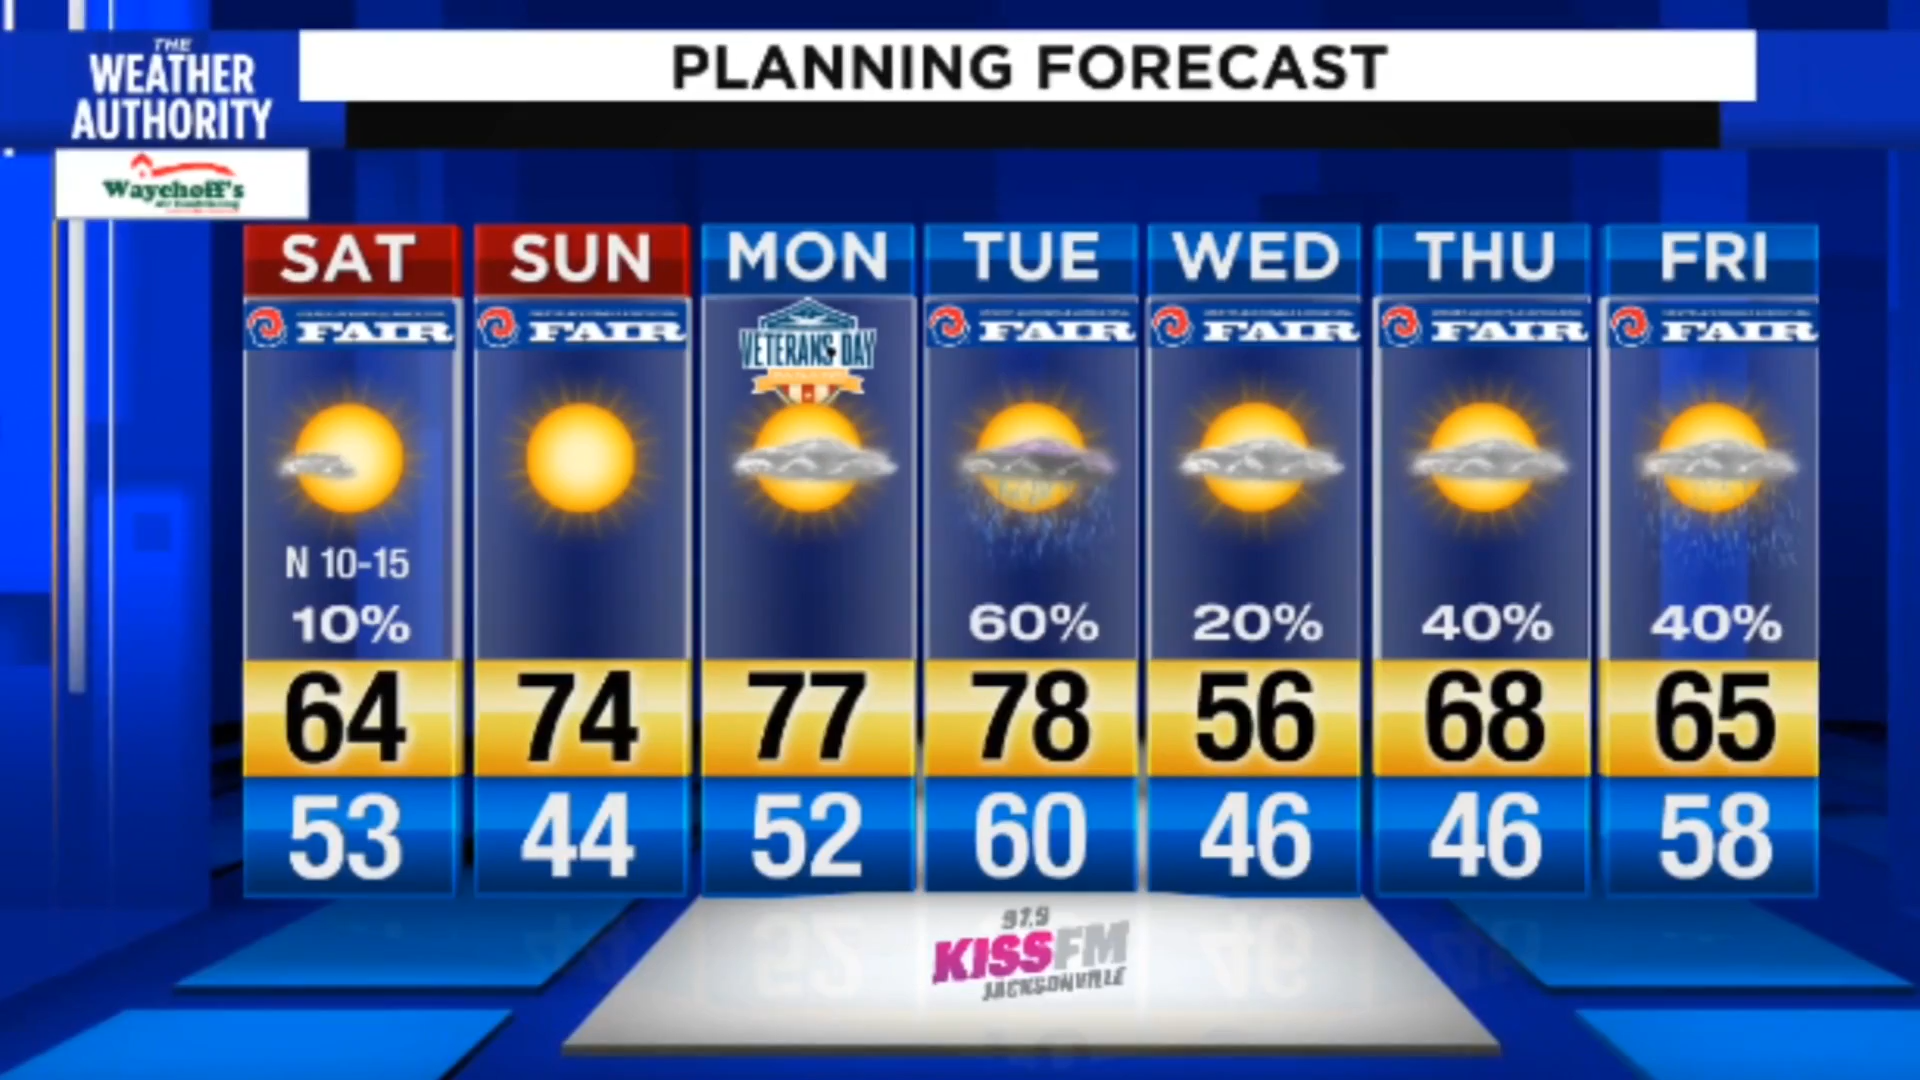 THE
WEATHER
AUTHORITY
PLANNING FORECAST
Waychoff's
SAT SUN MON TUE WED THU FRI
FAIR FAIR VETERANS DAY FAIR FAIR FAIR FAIR
N 10-15
10% 60% 20% 40% 40%
64 74 77 78 56 68 65
53 44 52 60 46 46 58
97.9
KISSFM
JACKSONVILLE